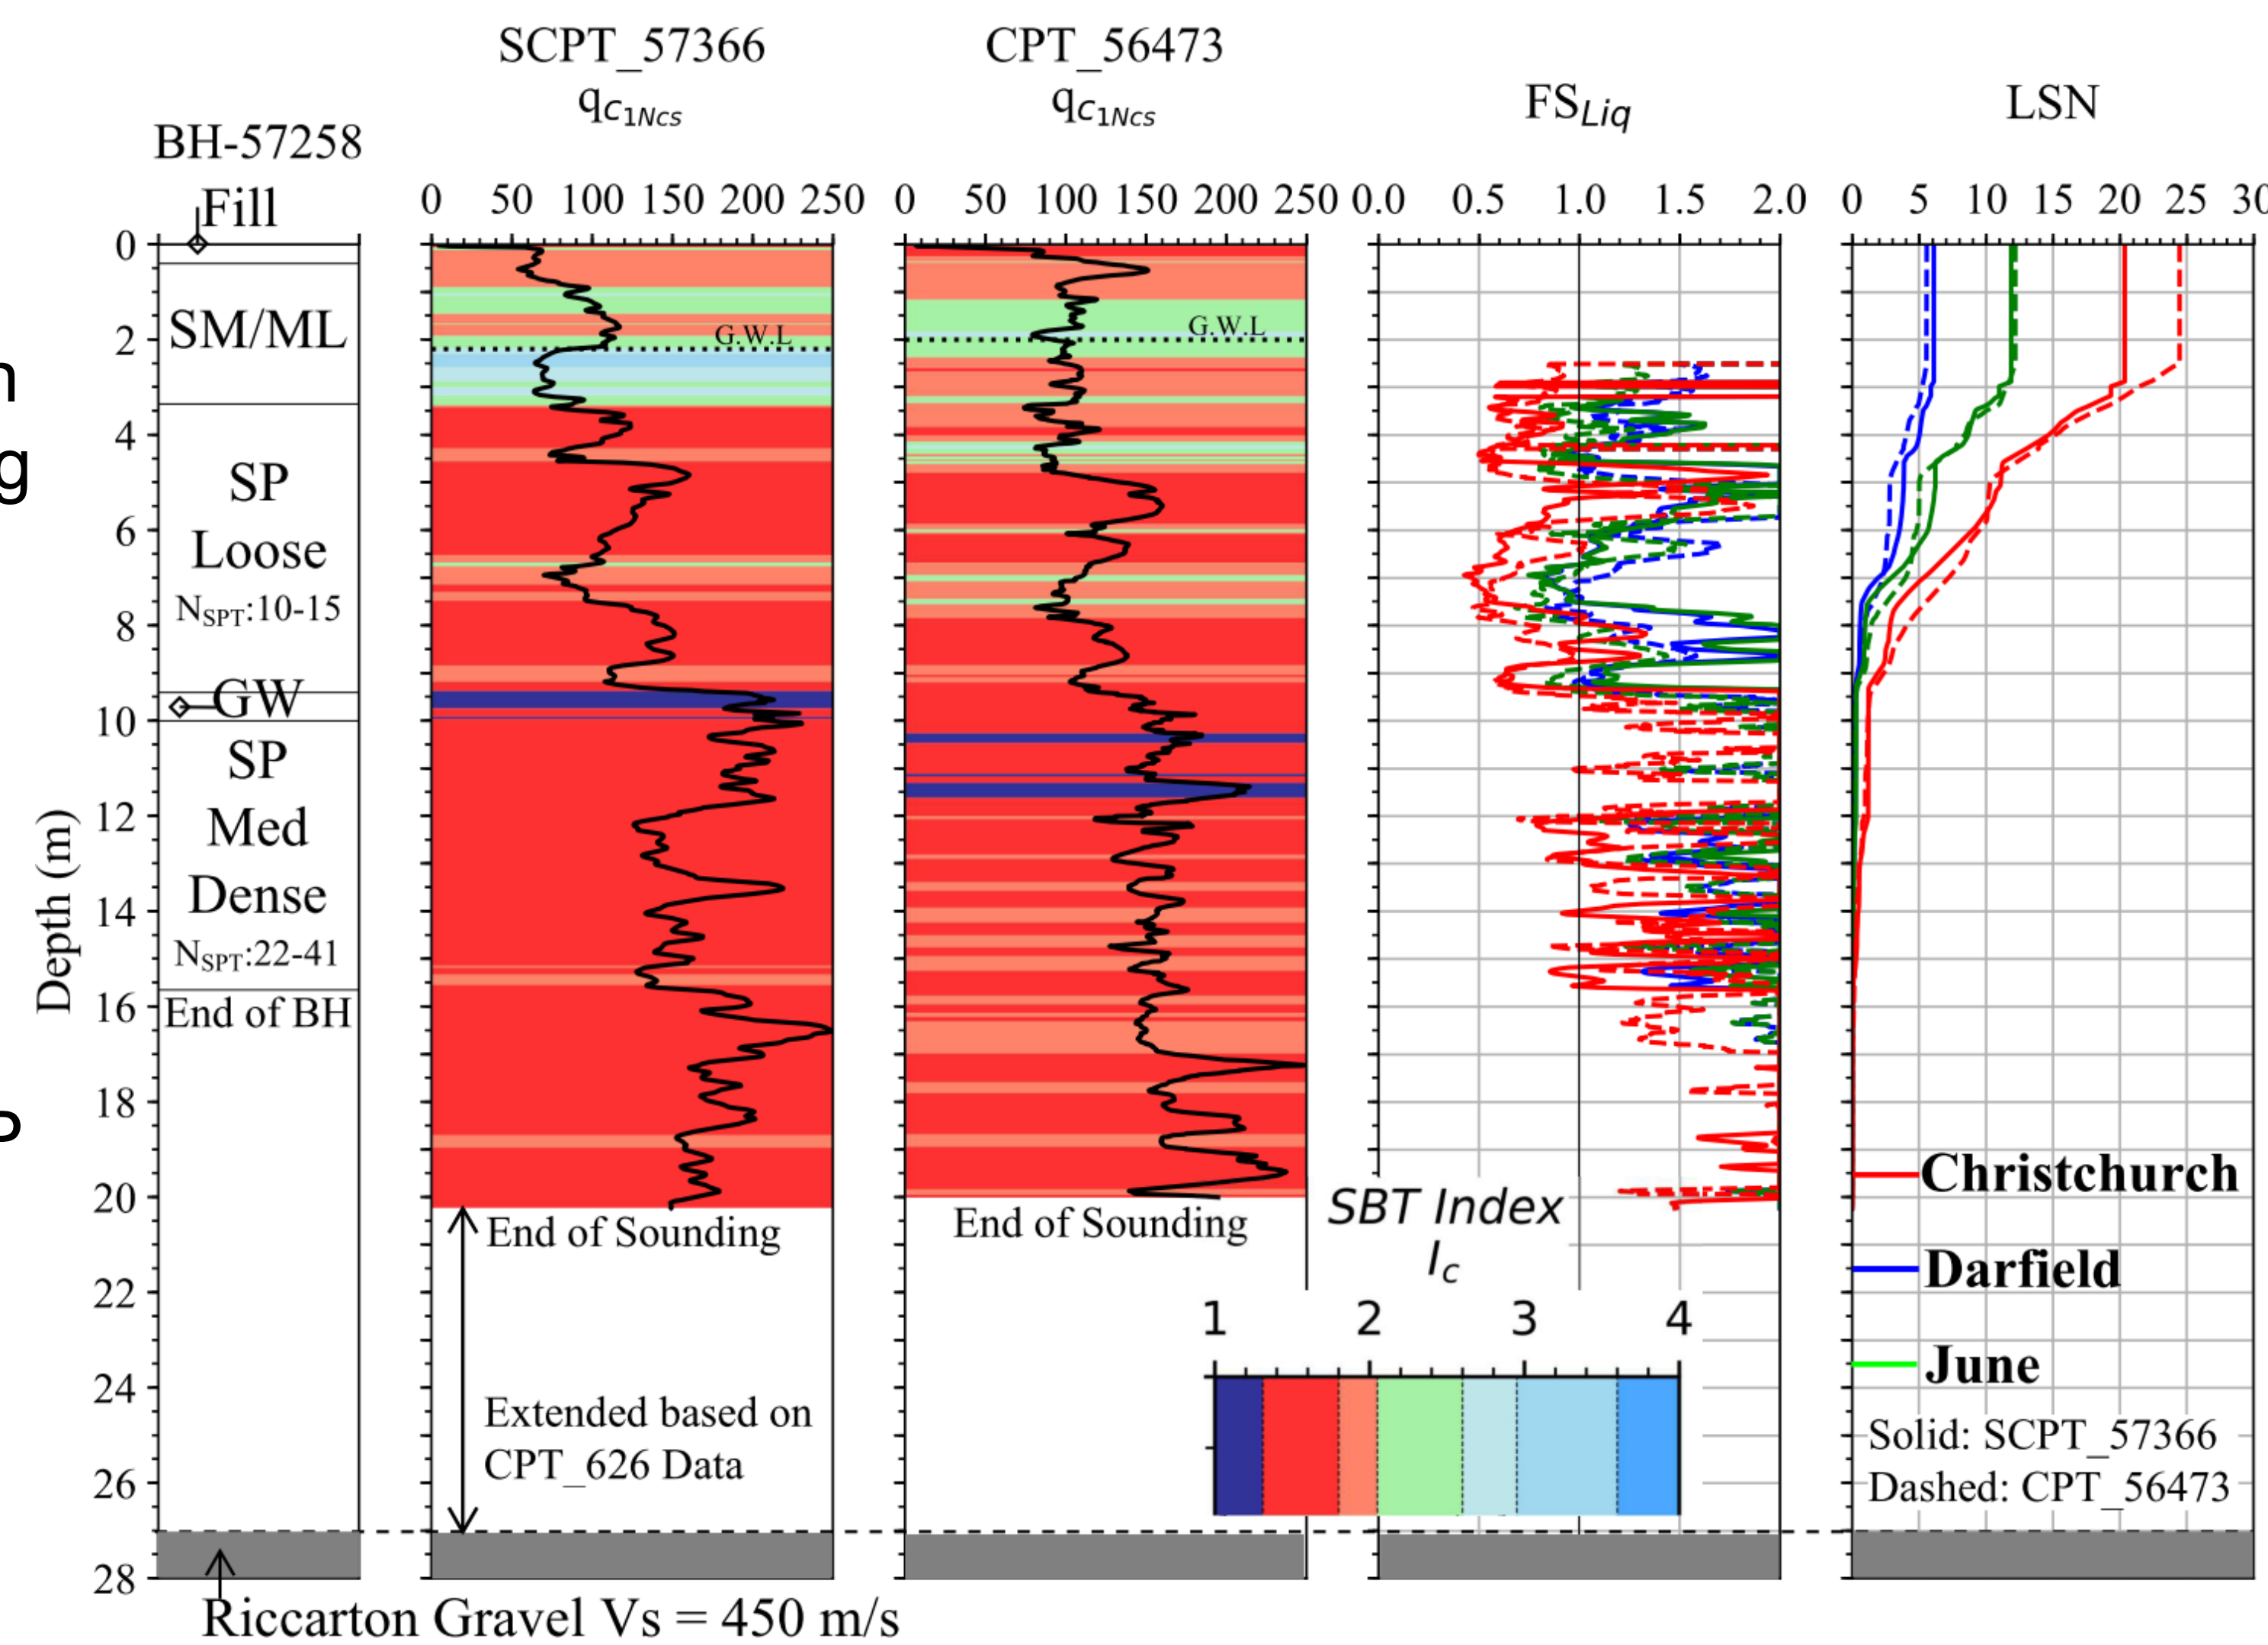 SCPT_57366
qc1Ncs
CPT_56473
qc1Ncs
FSLiq
LSN
BH-57258
Fill
0 50 100 150 200 250
0 50 100 150 200 250
0.0 0.5 1.0 1.5 2.0
0 5 10 15 20 25 30
0
2
4
6
8
10
12
14
16
18
20
22
24
26
28
Depth (m)
SM/ML
SP
Loose
NSPT:10-15
GW
SP
Med
Dense
NSPT:22-41
End of BH
G.W.L
End of Sounding
Extended based on
CPT_626 Data
G.W.L
End of Sounding
SBT Index
Ic
1 2 3 4
Christchurch
Darfield
June
Solid: SCPT_57366
Dashed: CPT_56473
Riccarton Gravel Vs = 450 m/s
n
g